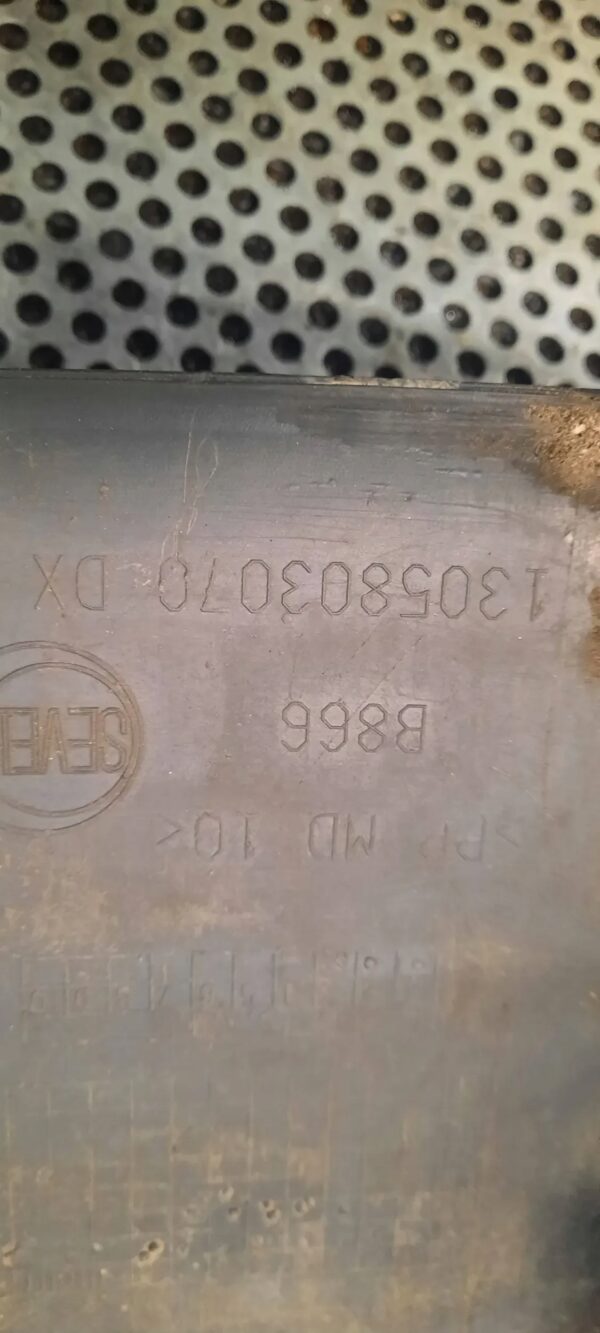 >PP MD 10<
B866
SEVEL
1305803070 DX